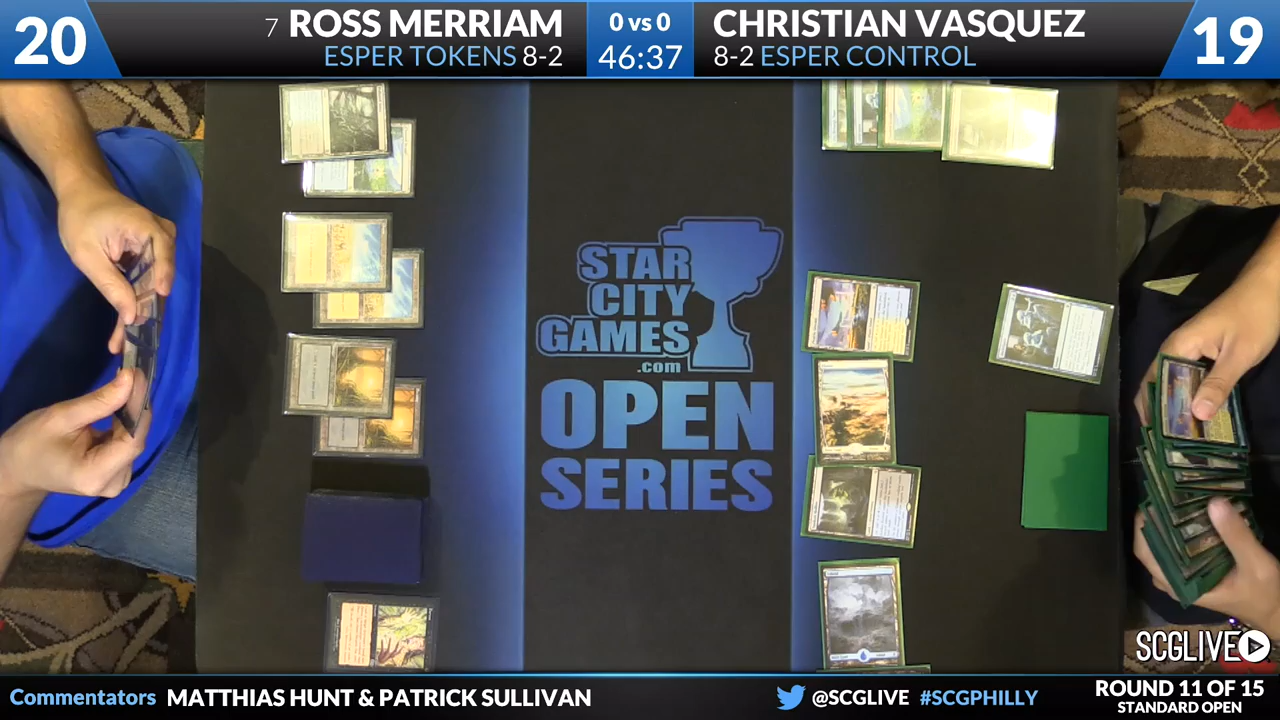 20
7 ROSS MERRIAM
ESPER TOKENS 8-2
0 vs 0
46:37
CHRISTIAN VASQUEZ
8-2 ESPER CONTROL
19
STAR
CITY
GAMES
.com
OPEN
SERIES
SCGLIVE
Commentators MATTHIAS HUNT & PATRICK SULLIVAN
@SCGLIVE #SCGPHILLY
ROUND 11 OF 15
STANDARD OPEN